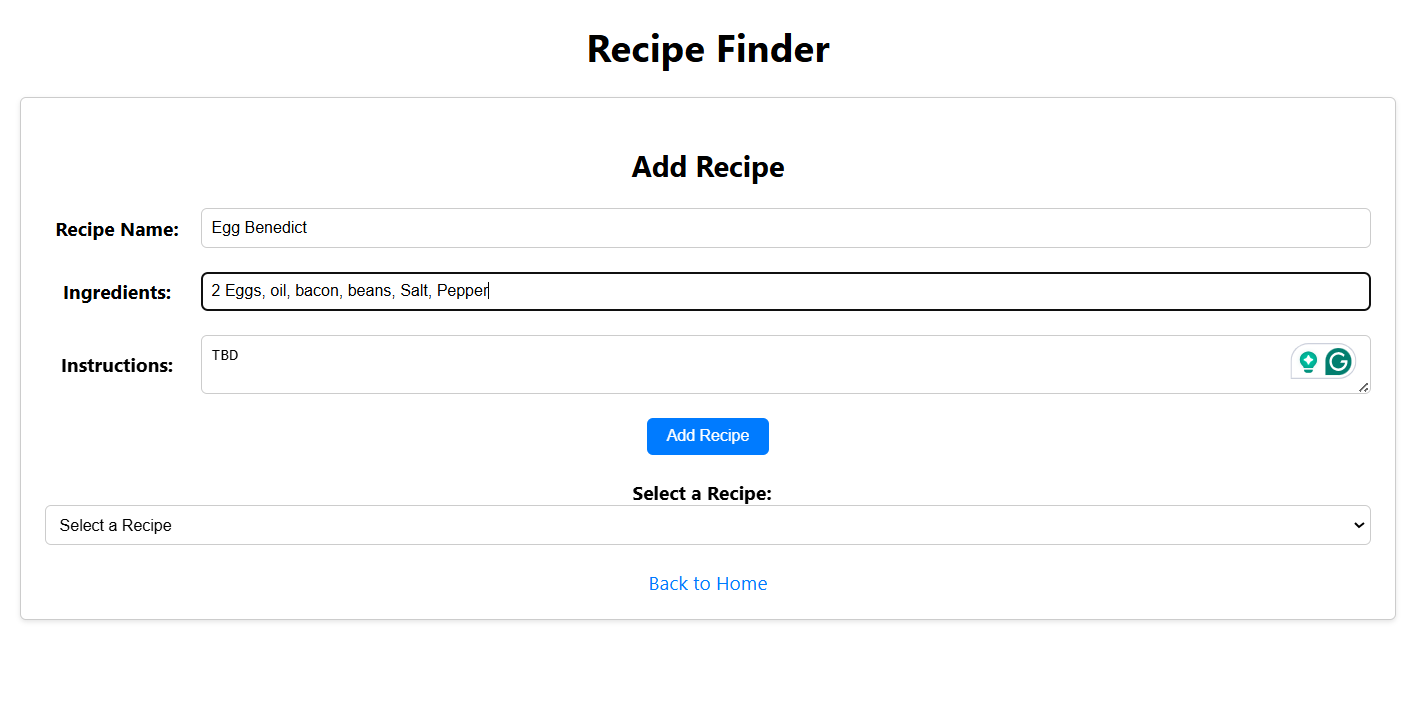 Recipe Finder
Add Recipe
Recipe Name: Egg Benedict
Ingredients: 2 Eggs, oil, bacon, beans, Salt, Pepper
Instructions: TBD
Add Recipe
Select a Recipe:
Select a Recipe
Back to Home